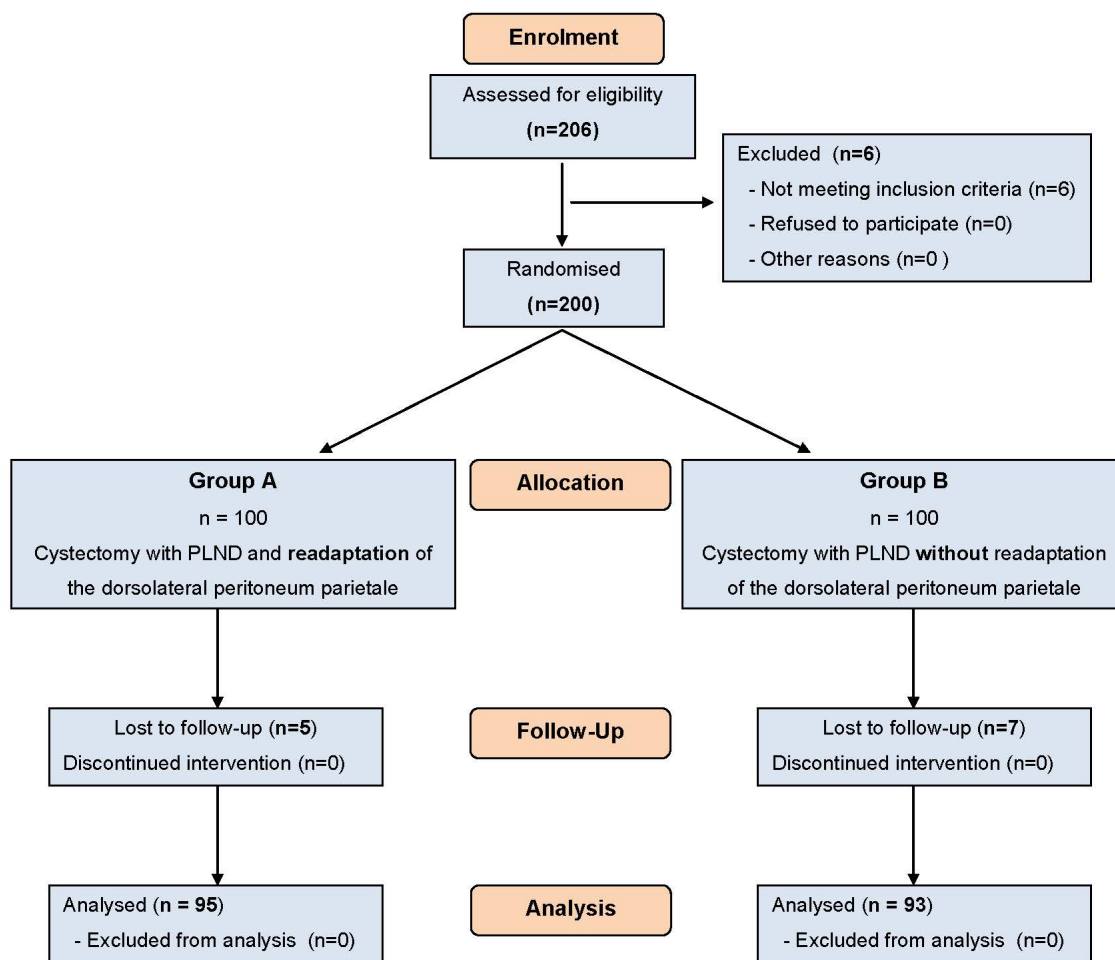 Enrolment
Assessed for eligibility
(n=206)
Excluded (n=6)
- Not meeting inclusion criteria (n=6)
- Refused to participate (n=0)
- Other reasons (n=0 )
Randomised
(n=200)
Group A
n = 100
Cystectomy with PLND and readaptation of
the dorsolateral peritoneum parietale
Allocation
Group B
n = 100
Cystectomy with PLND without readaptation
of the dorsolateral peritoneum parietale
Lost to follow-up (n=5)
Discontinued intervention (n=0)
Follow-Up
Lost to follow-up (n=7)
Discontinued intervention (n=0)
Analysed (n = 95)
- Excluded from analysis (n=0)
Analysis
Analysed (n = 93)
- Excluded from analysis (n=0)